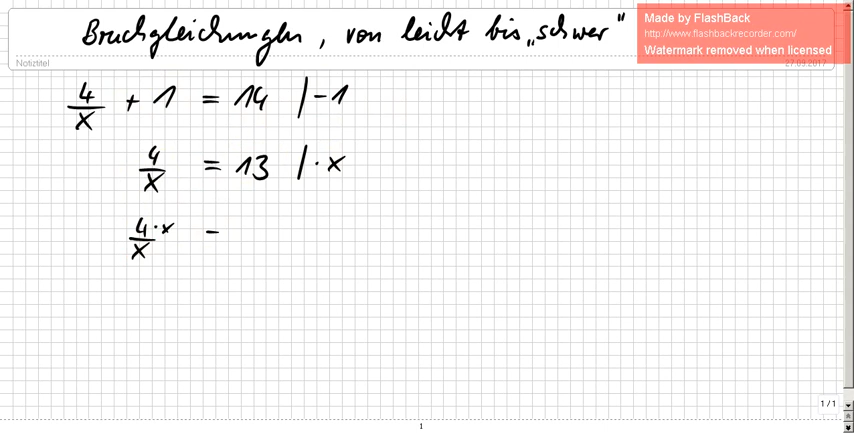 Bruchgleichungen, von leicht bis „schwer“
Made by FlashBack
http://www.flashbackrecorder.com/
Watermark removed when licensed
Notiztitel
27.09.2017
4/x + 1 = 14 | -1
4/x = 13 | · x
4·x/x =
1 / 1
1